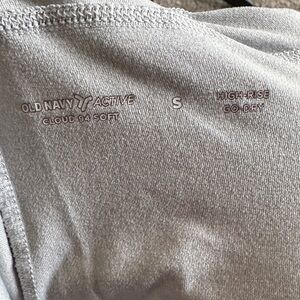 OLD NAVY ACTIVE
CLOUD 94 SOFT
S
HIGH-RISE
GO-DRY